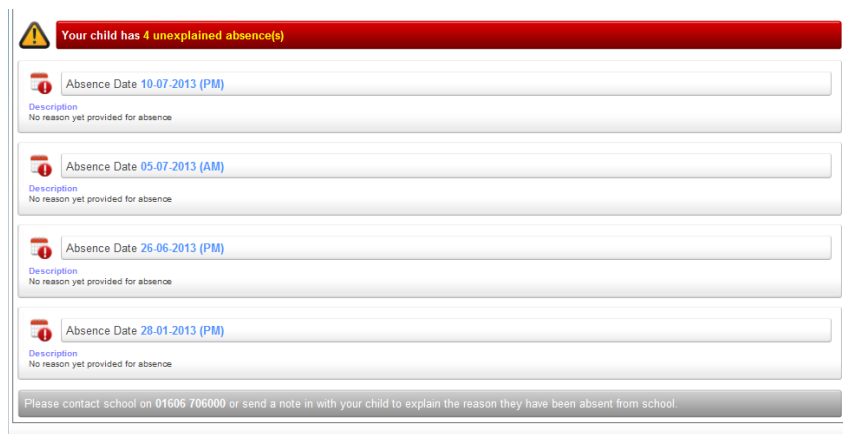 Your child has 4 unexplained absence(s)
Absence Date 10-07-2013 (PM)
Description
No reason yet provided for absence
Absence Date 05-07-2013 (AM)
Description
No reason yet provided for absence
Absence Date 26-06-2013 (PM)
Description
No reason yet provided for absence
Absence Date 28-01-2013 (PM)
Description
No reason yet provided for absence
Please contact school on 01606 706000 or send a note in with your child to explain the reason they have been absent from school.